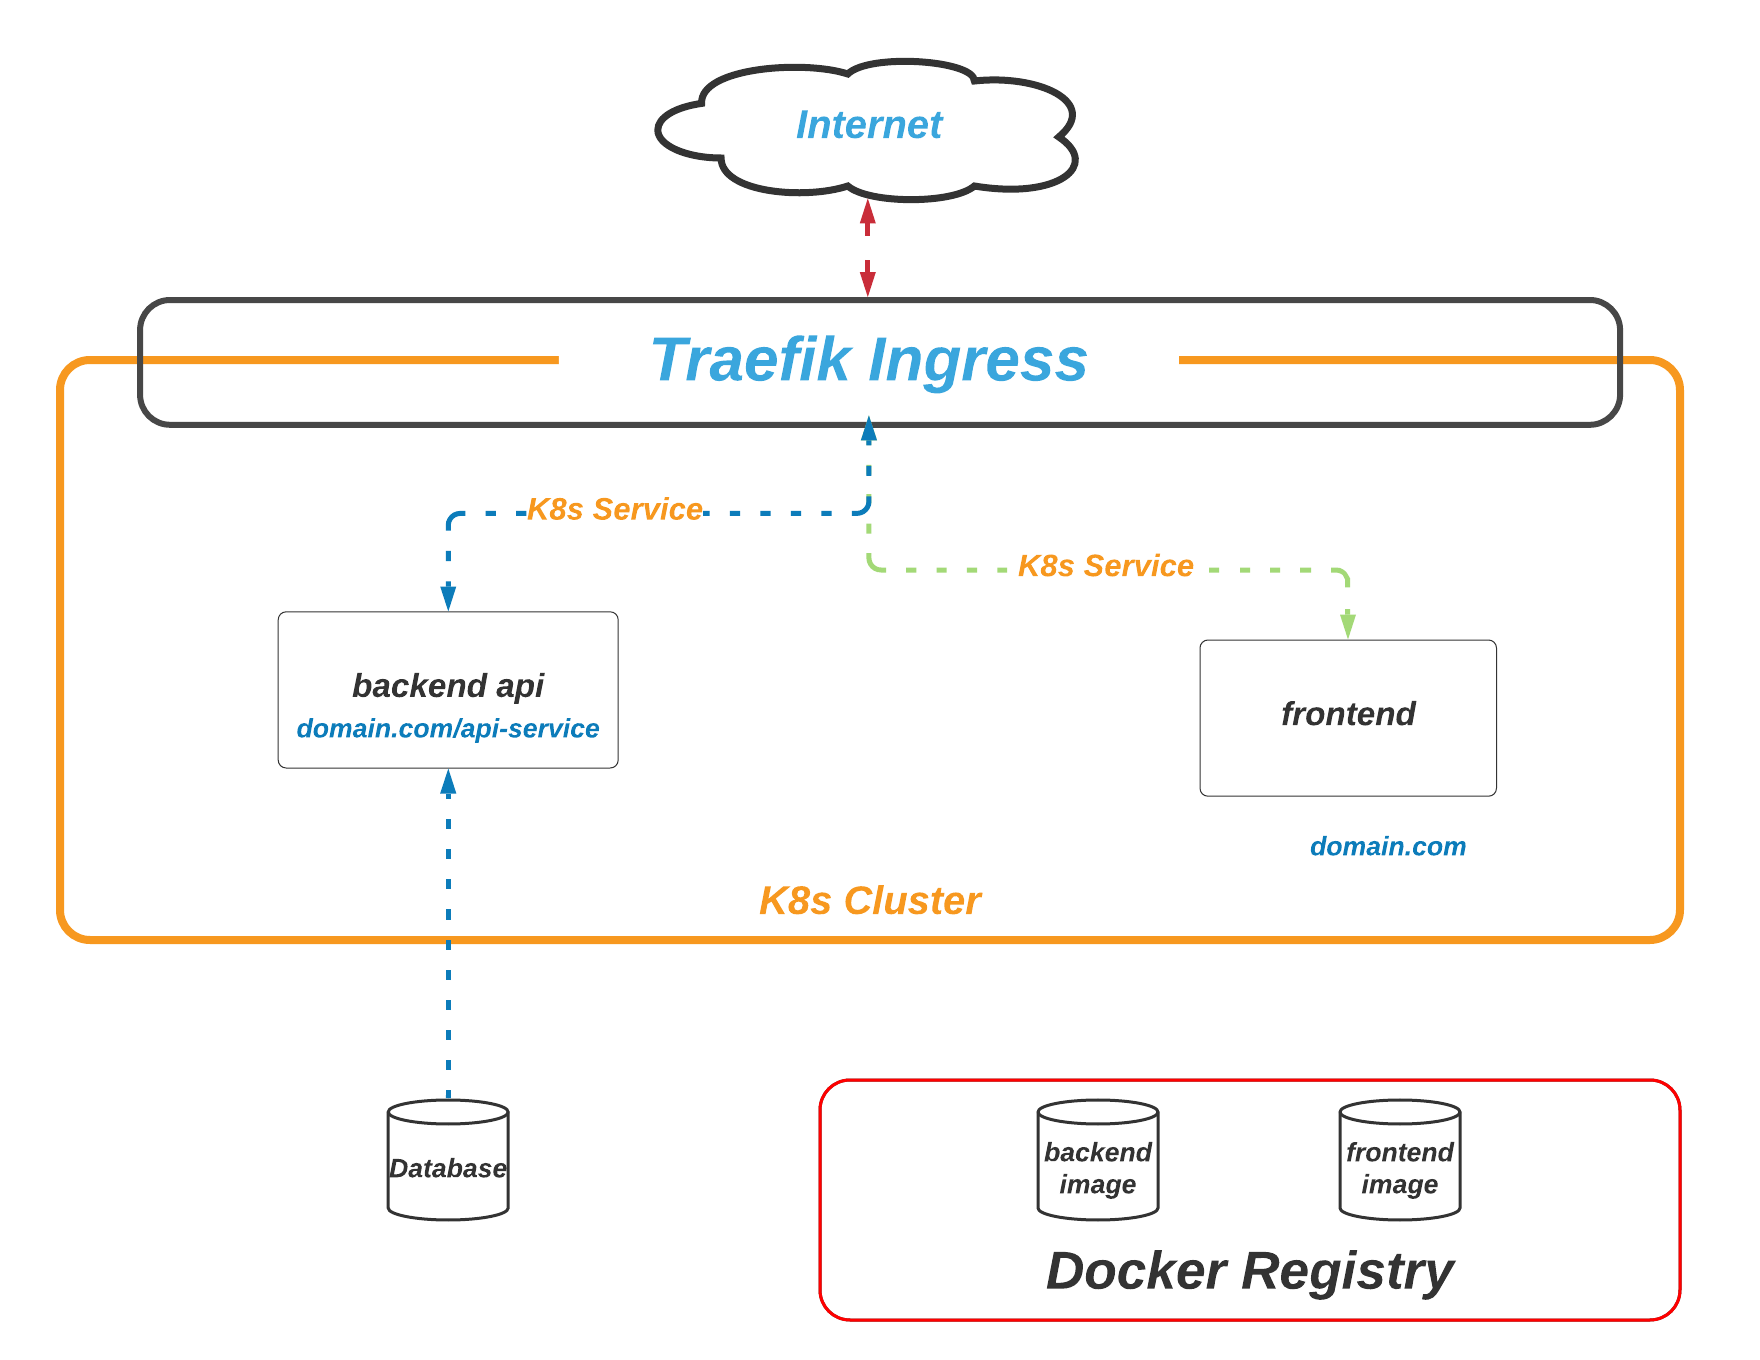 Internet
Traefik Ingress
K8s Service
K8s Service
backend api
domain.com/api-service
frontend
domain.com
K8s Cluster
Database
backend
image
frontend
image
Docker Registry